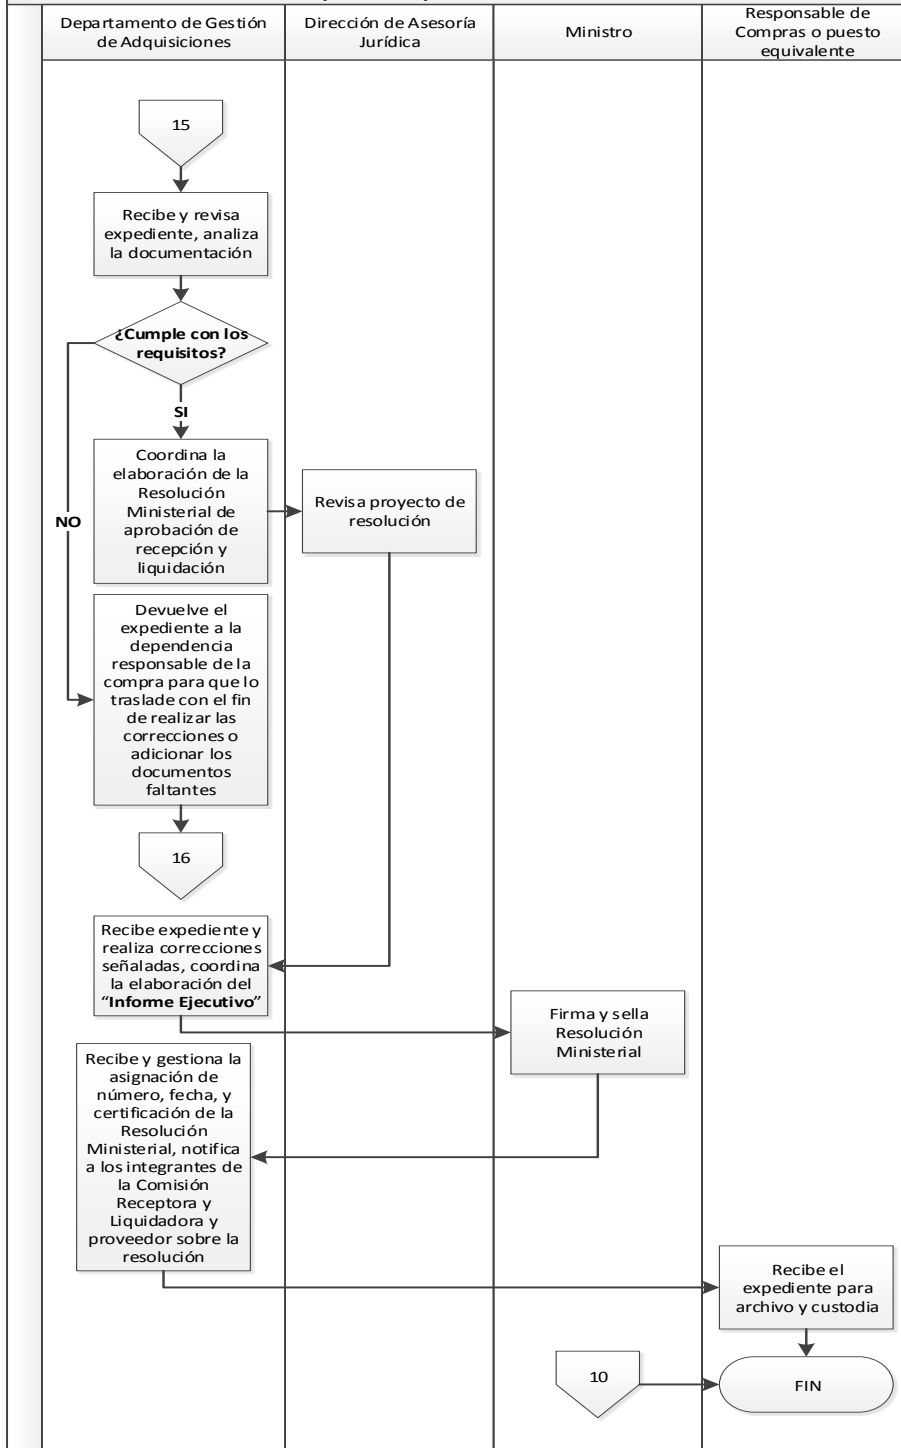 Departamento de Gestión
de Adquisiciones
Dirección de Asesoría
Jurídica
Ministro
Responsable de
Compras o puesto
equivalente
15
Recibe y revisa
expediente, analiza
la documentación
¿Cumple con los
requisitos?
SI
NO
Coordina la
elaboración de la
Resolución
Ministerial de
aprobación de
recepción y
liquidación
Revisa proyecto de
resolución
Devuelve el
expediente a la
dependencia
responsable de la
compra para que lo
traslade con el fin
de realizar las
correcciones o
adicionar los
documentos
faltantes
16
Recibe expediente y
realiza correcciones
señaladas, coordina
la elaboración del
“Informe Ejecutivo”
Firma y sella
Resolución
Ministerial
Recibe y gestiona la
asignación de
número, fecha, y
certificación de la
Resolución
Ministerial, notifica
a los integrantes de
la Comisión
Receptora y
Liquidadora y
proveedor sobre la
resolución
Recibe el
expediente para
archivo y custodia
10
FIN